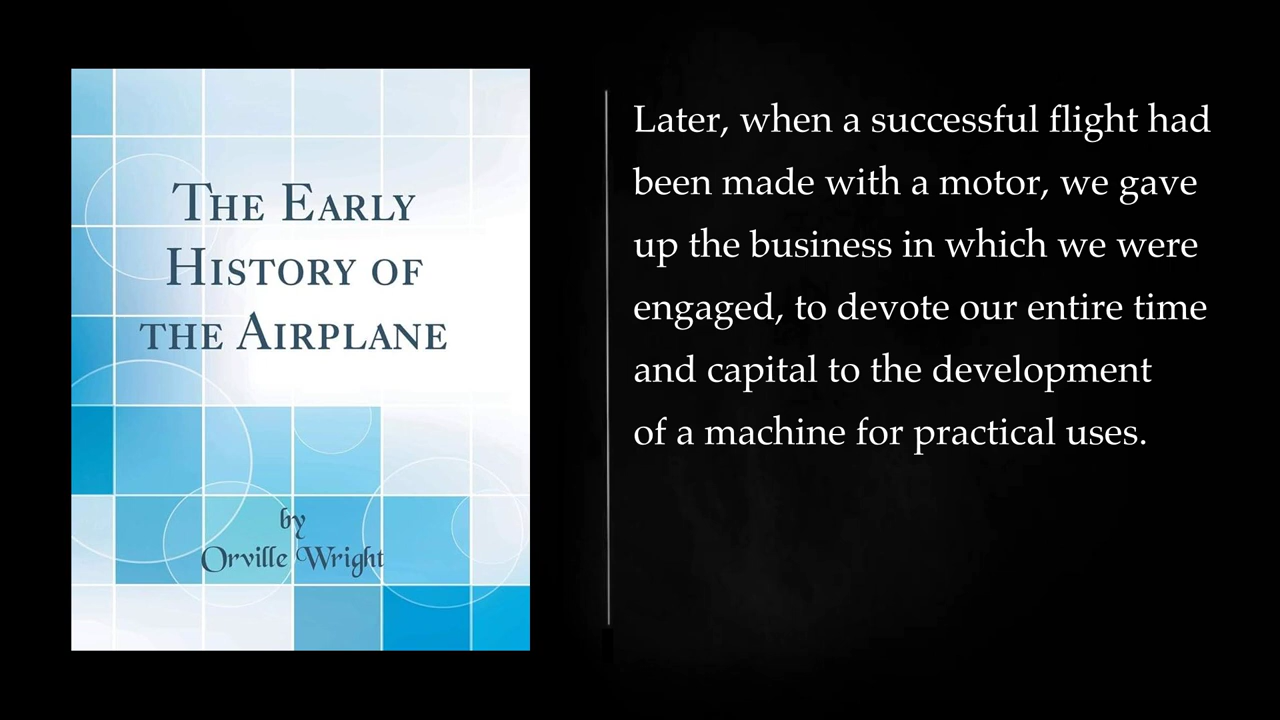 The Early
History of
the Airplane
by
Orville Wright
Later, when a successful flight had
been made with a motor, we gave
up the business in which we were
engaged, to devote our entire time
and capital to the development
of a machine for practical uses.